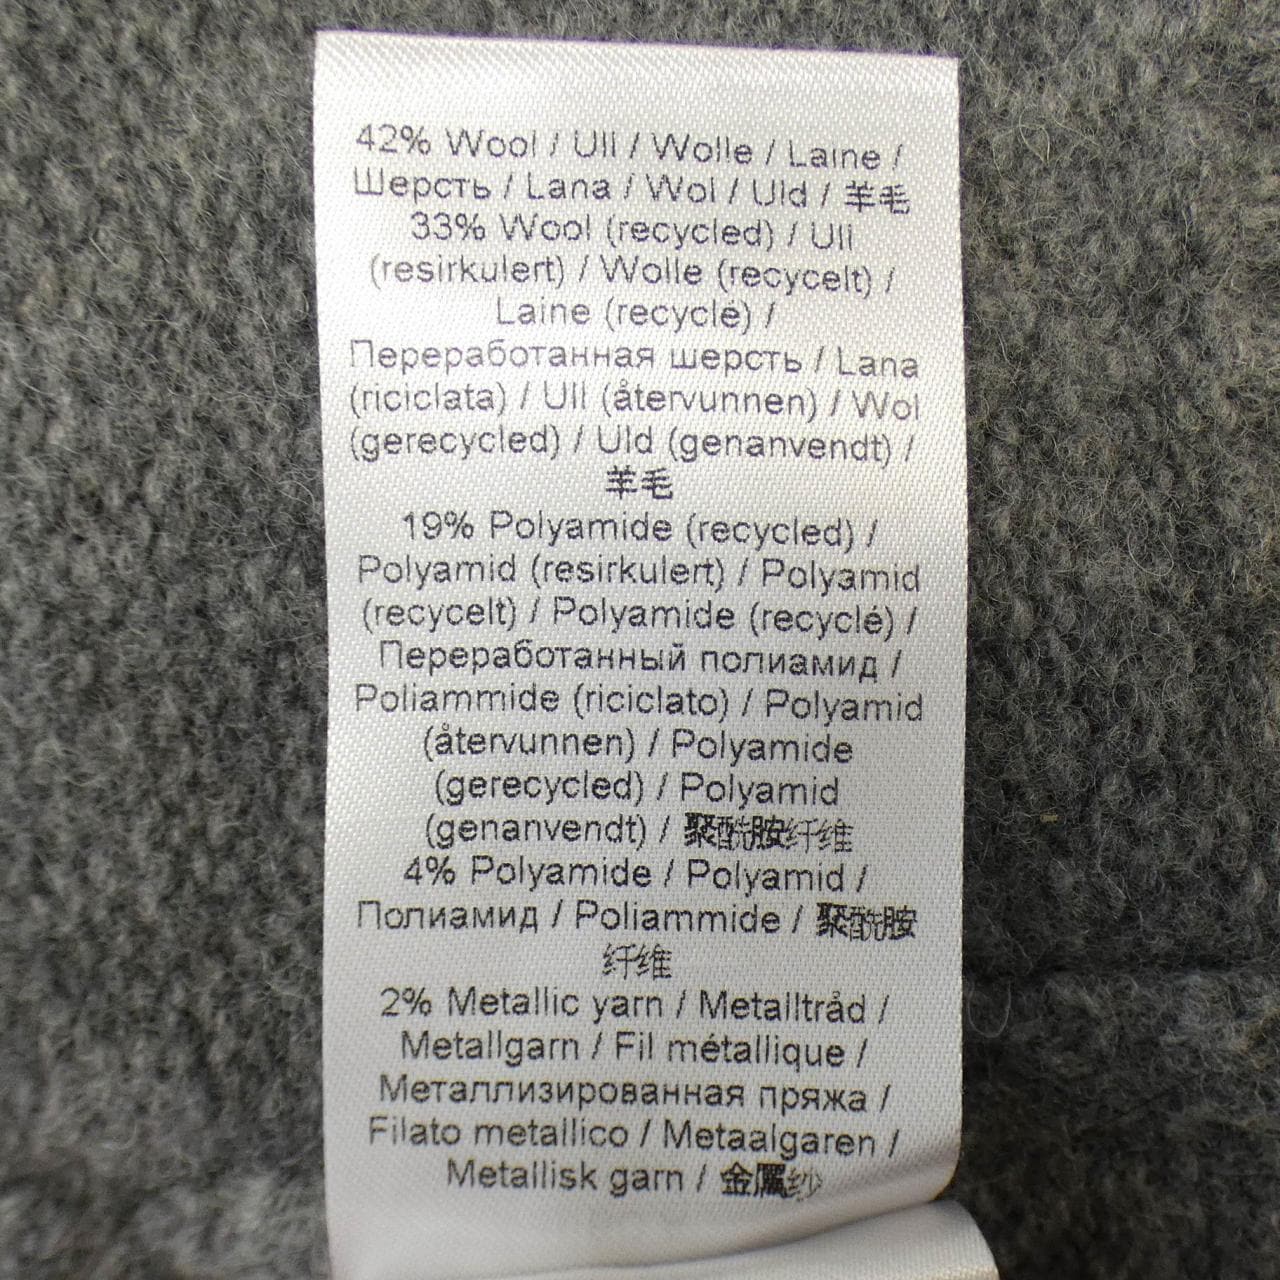 42% Wool / Ull / Wolle / Laine /
Шерсть / Lana / Wol / Uld / 羊毛
33% Wool (recycled) / Ull
(resirkulert) / Wolle (recycelt) /
Laine (recyclé) /
Переработанная шерсть / Lana
(riciclata) / Ull (återvunnen) / Wol
(gerecycled) / Uld (genanvendt) /
羊毛
19% Polyamide (recycled) /
Polyamid (resirkulert) / Polyamid
(recycelt) / Polyamide (recyclé) /
Переработанный полиамид /
Poliammide (riciclato) / Polyamid
(återvunnen) / Polyamide
(gerecycled) / Polyamid
(genanvendt) / 聚酰胺纤维
4% Polyamide / Polyamid /
Полиамид / Poliammide / 聚酰胺
纤维
2% Metallic yarn / Metalltråd /
Metallgarn / Fil métallique /
Металлизированная пряжа /
Filato metallico / Metaalgaren /
Metallisk garn / 金属纱